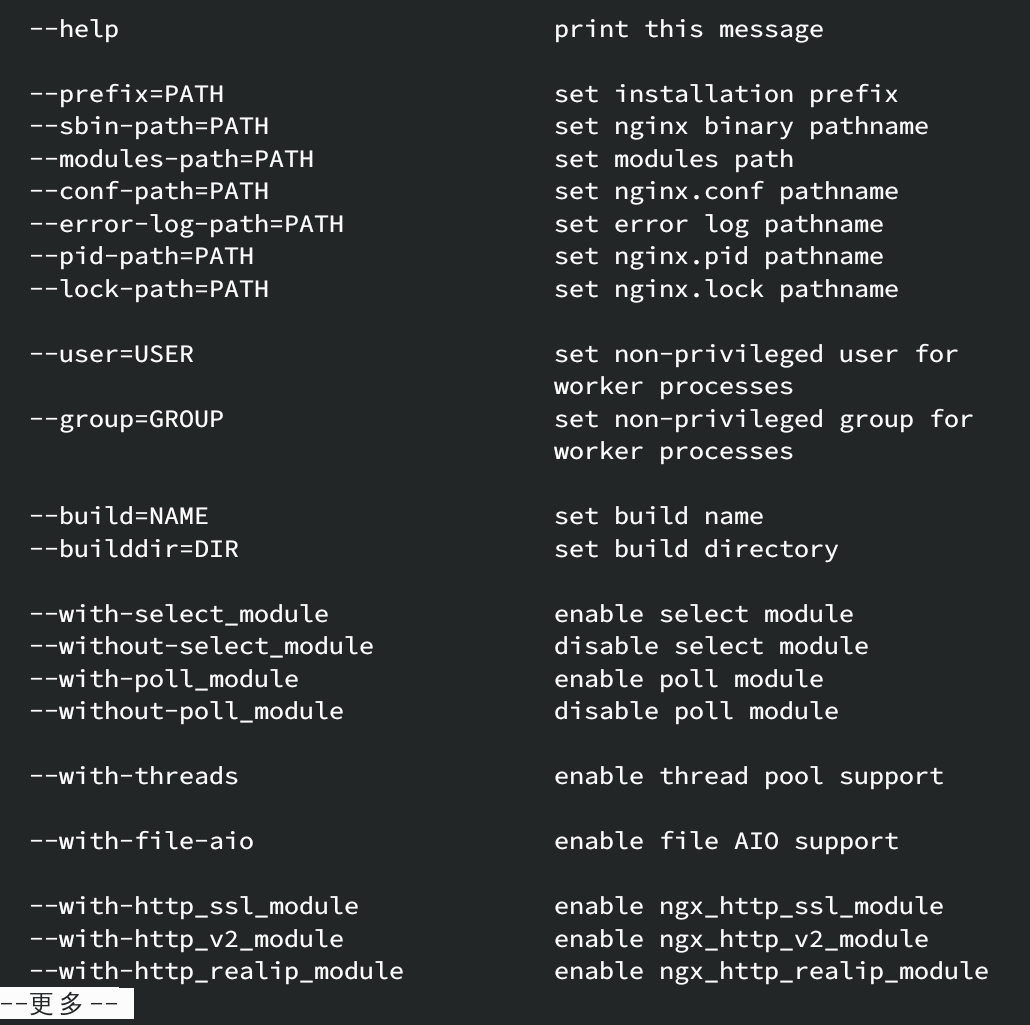 --help                             print this message

--prefix=PATH                      set installation prefix
--sbin-path=PATH                   set nginx binary pathname
--modules-path=PATH                set modules path
--conf-path=PATH                   set nginx.conf pathname
--error-log-path=PATH              set error log pathname
--pid-path=PATH                    set nginx.pid pathname
--lock-path=PATH                   set nginx.lock pathname

--user=USER                        set non-privileged user for
                                   worker processes
--group=GROUP                      set non-privileged group for
                                   worker processes

--build=NAME                       set build name
--builddir=DIR                     set build directory

--with-select_module               enable select module
--without-select_module            disable select module
--with-poll_module                 enable poll module
--without-poll_module              disable poll module

--with-threads                     enable thread pool support

--with-file-aio                    enable file AIO support

--with-http_ssl_module             enable ngx_http_ssl_module
--with-http_v2_module              enable ngx_http_v2_module
--with-http_realip_module          enable ngx_http_realip_module
--更多--